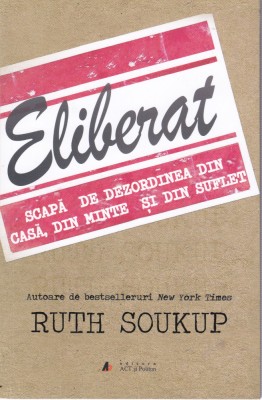 Eliberat
SCAPĂ DE DEZORDINEA DIN
CASĂ, DIN MINTE ȘI DIN SUFLET
Autoare de bestselleruri New York Times
RUTH SOUKUP
editura
ACT și Politon